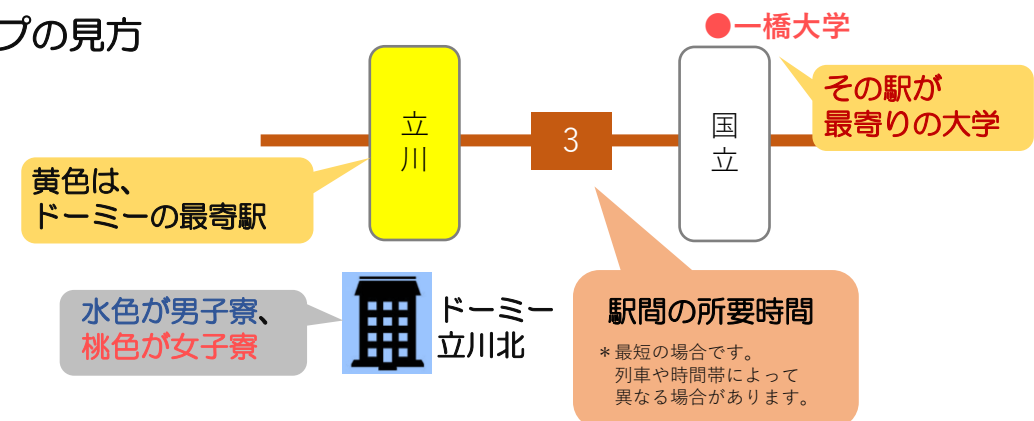 プの見方
●一橋大学
その駅が
最寄りの大学
立川
3
国立
黄色は、
ドーミーの最寄駅
水色が男子寮、
桃色が女子寮
ドーミー
立川北
駅間の所要時間
＊最短の場合です。
列車や時間帯によって
異なる場合があります。